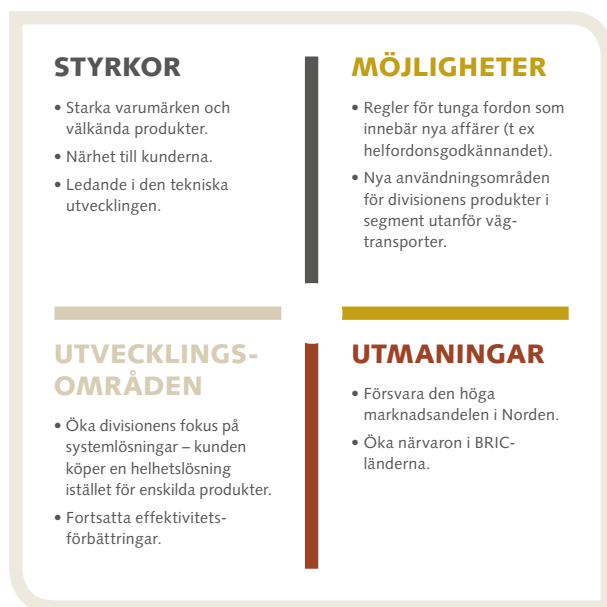 STYRKOR
• Starka varumärken och
välkända produkter.
• Närhet till kunderna.
• Ledande i den tekniska
utvecklingen.
MÖJLIGHETER
• Regler för tunga fordon som
innebär nya affärer (t ex
helfordonsgodkännandet).
• Nya användningsområden
för divisionens produkter i
segment utanför väg-
transporter.
UTVECKLINGS-
OMRÅDEN
• Öka divisionens fokus på
systemlösningar – kunden
köper en helhetslösning
istället för enskilda produkter.
• Fortsatta effektivitets-
förbättringar.
UTMANINGAR
• Försvara den höga
marknadsandelen i Norden.
• Öka närvaron i BRIC-
länderna.